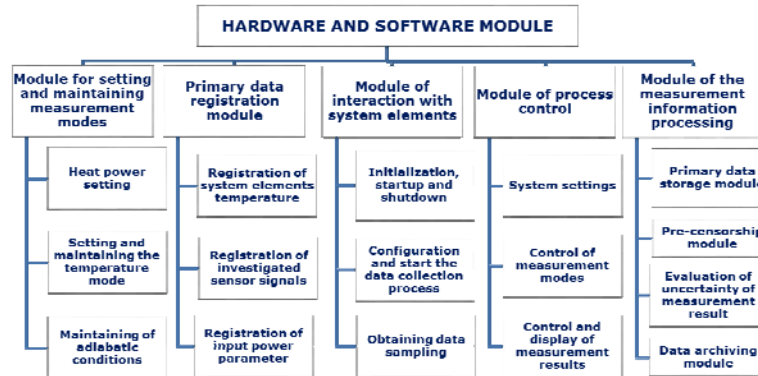 HARDWARE AND SOFTWARE MODULE
Module for setting
and maintaining
measurement
modes
Heat power
setting
Setting and
maintaining the
temperature
mode
Maintaining of
adiabatic
conditions
Primary data
registration
module
Registration of
system elements
temperature
Registration of
investigated
sensor signals
Registration of
input power
parameter
Module of
interaction with
system elements
Initialization,
startup and
shutdown
Configuration
and start the
data collection
process
Obtaining data
sampling
Module of process
control
System settings
Control of
measurement
modes
Control and
display of
measurement
results
Module of the
measurement
information
processing
Primary data
storage module
Pre-censorship
module
Evaluation of
uncertainty of
measurement
result
Data archiving
module